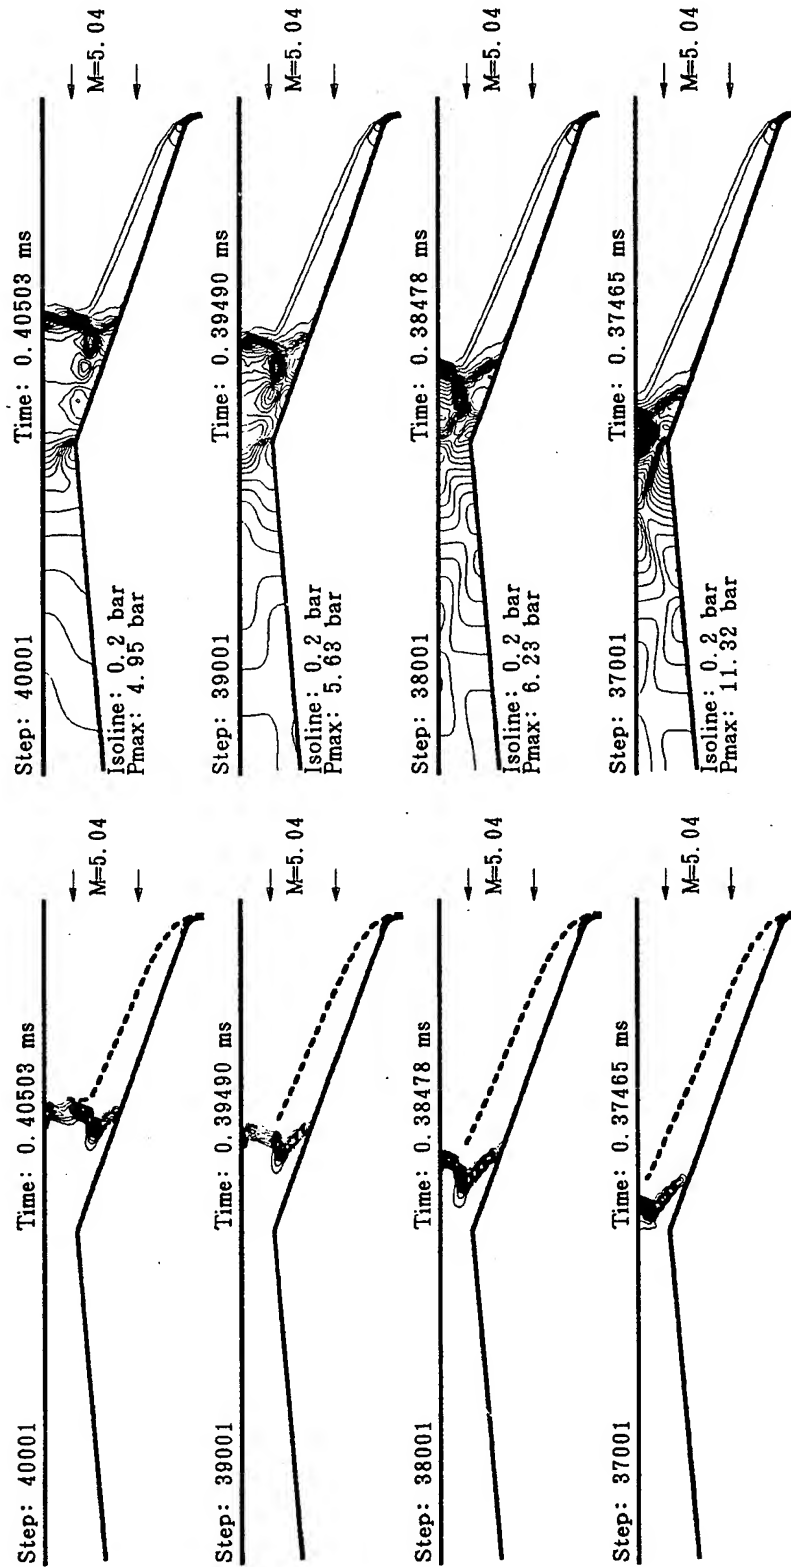 Step: 40001 Time: 0.40503 ms
M=5.04
Step: 40001 Time: 0.40503 ms
M=5.04
Isoline: 0.2 bar
Pmax: 4.95 bar
Step: 39001 Time: 0.39490 ms
M=5.04
Step: 39001 Time: 0.39490 ms
M=5.04
Isoline: 0.2 bar
Pmax: 5.63 bar
Step: 38001 Time: 0.38478 ms
M=5.04
Step: 38001 Time: 0.38478 ms
M=5.04
Isoline: 0.2 bar
Pmax: 6.23 bar
Step: 37001 Time: 0.37465 ms
M=5.04
Step: 37001 Time: 0.37465 ms
M=5.04
Isoline: 0.2 bar
Pmax: 11.32 bar